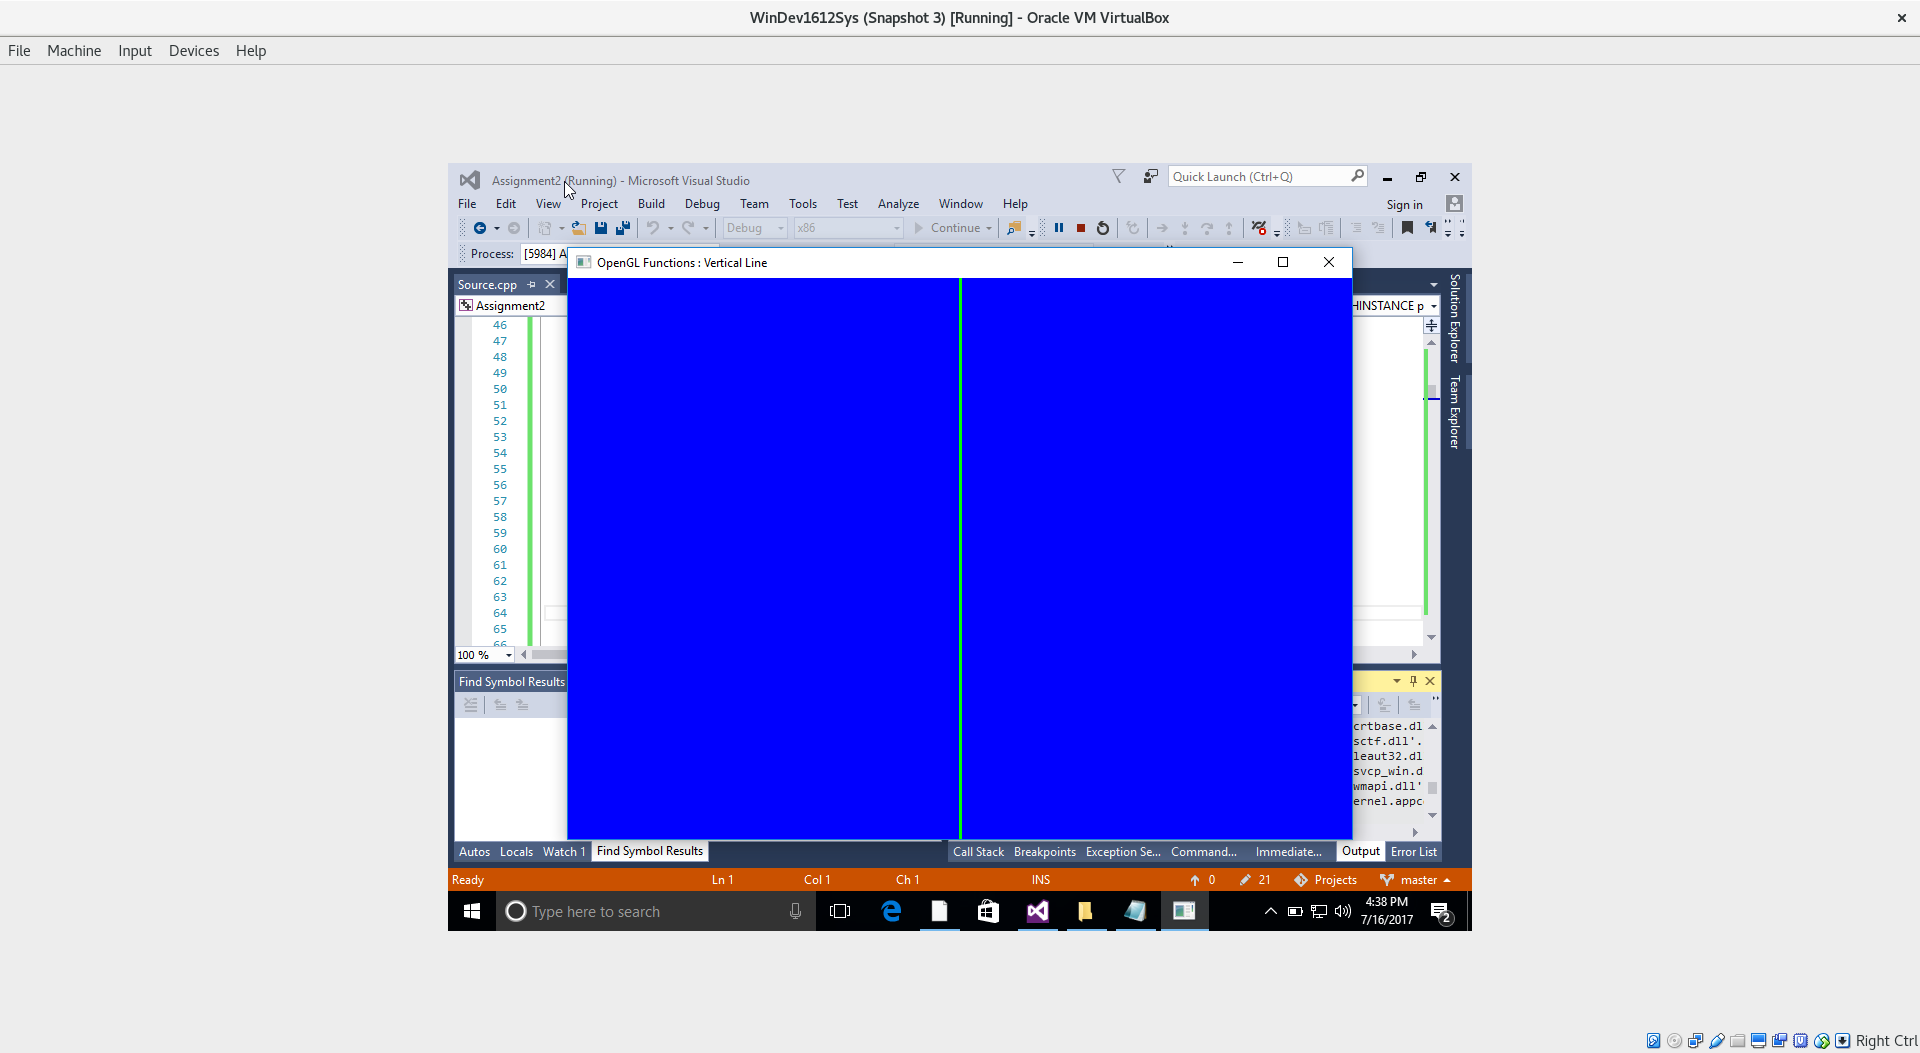 WinDev1612Sys (Snapshot 3) [Running] - Oracle VM VirtualBox
File Machine Input Devices Help
Assignment2 (Running) - Microsoft Visual Studio
Quick Launch (Ctrl+Q)
File Edit View Project Build Debug Team Tools Test Analyze Window Help
Sign in
Debug x86 Continue
Process: [5984] A
OpenGL Functions : Vertical Line
Source.cpp
Assignment2
HINSTANCE p
Solution Explorer
Team Explorer
46
47
48
49
50
51
52
53
54
55
56
57
58
59
60
61
62
63
64
65
66
100 %
Find Symbol Results
crtbase.dl
sctf.dll'.
leaut32.dl
svcp_win.d
wmapi.dll'
ernel.appc
Autos Locals Watch 1 Find Symbol Results
Call Stack Breakpoints Exception Se... Command... Immediate... Output Error List
Ready Ln 1 Col 1 Ch 1 INS 0 21 Projects master
Type here to search
4:38 PM
7/16/2017
2
Right Ctrl